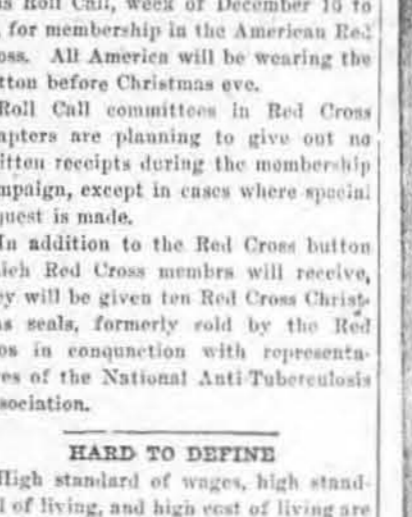 as Roll Call, week of December 16 to
, for membership in the American Red
oss. All America will be wearing the
tton before Christmas eve.
Roll Call committees in Red Cross
apters are planning to give out no
itten receipts during the membership
mpaign, except in cases where special
quest is made.
In addition to the Red Cross button
hich Red Cross membrs will receive,
ey will be given ten Red Cross Christ-
as seals, formerly sold by the Red
os in conqunction with representa-
es of the National Anti-Tuberculosis
sociation.
HARD TO DEFINE
High standard of wages, high stand-
d of living, and high cost of living are